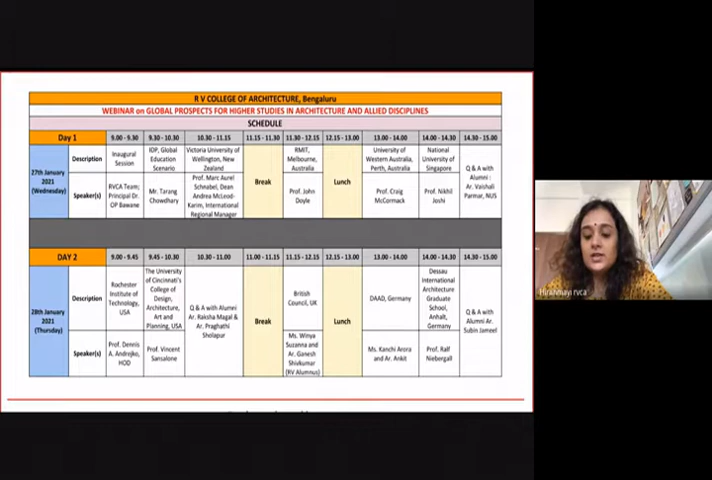 R V COLLEGE OF ARCHITECTURE, Bengaluru
WEBINAR on GLOBAL PROSPECTS FOR HIGHER STUDIES IN ARCHITECTURE AND ALLIED DISCIPLINES
SCHEDULE
Day 1 9.00 - 9.30 9.30 - 10.30 10.30 - 11.15 11.15 - 11.30 11.30 - 12.15 12.15 - 13.00 13.00 - 14.00 14.00 - 14.30 14.30 - 15.00
27th January
2021
(Wednesday)
Description
Inaugural
Session
IDP, Global
Education
Scenario
Victoria University of
Wellington, New
Zealand
Break
RMIT,
Melbourne,
Australia
Lunch
University of
Western Australia,
Perth, Australia
National
University of
Singapore
Q & A with
Alumni :
Ar. Vaishali
Parmar, NUS
Speaker(s)
RVCA Team;
Principal Dr.
OP Bawane
Mr. Tarang
Chowdhary
Prof. Marc Aurel
Schnabel, Dean
Andrea McLeod-
Karim, International
Regional Manager
Prof. John
Doyle
Prof. Craig
McCormack
Prof. Nikhil
Joshi
DAY 2 9.00 - 9.45 9.45 - 10.30 10.30 - 11.00 11.00 - 11.15 11.15 - 12.15 12.15 - 13.00 13.00 - 14.00 14.00 - 14.30 14.30 - 15.00
28th January
2021
(Thursday)
Description
Rochester
Institute of
Technology,
USA
The University
of Cincinnati's
College of
Design,
Architecture,
Art and
Planning, USA
Q & A with Alumni
Ar. Raksha Magal &
Ar. Praghathi
Sholapur
Break
British
Council, UK
Lunch
DAAD, Germany
Dessau
International
Architecture
Graduate
School,
Anhalt,
Germany
Q & A with
Alumni Ar.
Subin Jameel
Speaker(s)
Prof. Dennis
A. Andrejko,
HOD
Prof. Vincent
Sansalone
Ms. Winya
Suzanna and
Ar. Ganesh
Shivkumar
(RV Alumnus)
Ms. Kanchi Arora
and Ar. Ankit
Prof. Ralf
Niebergall
Hiranmayi rvca